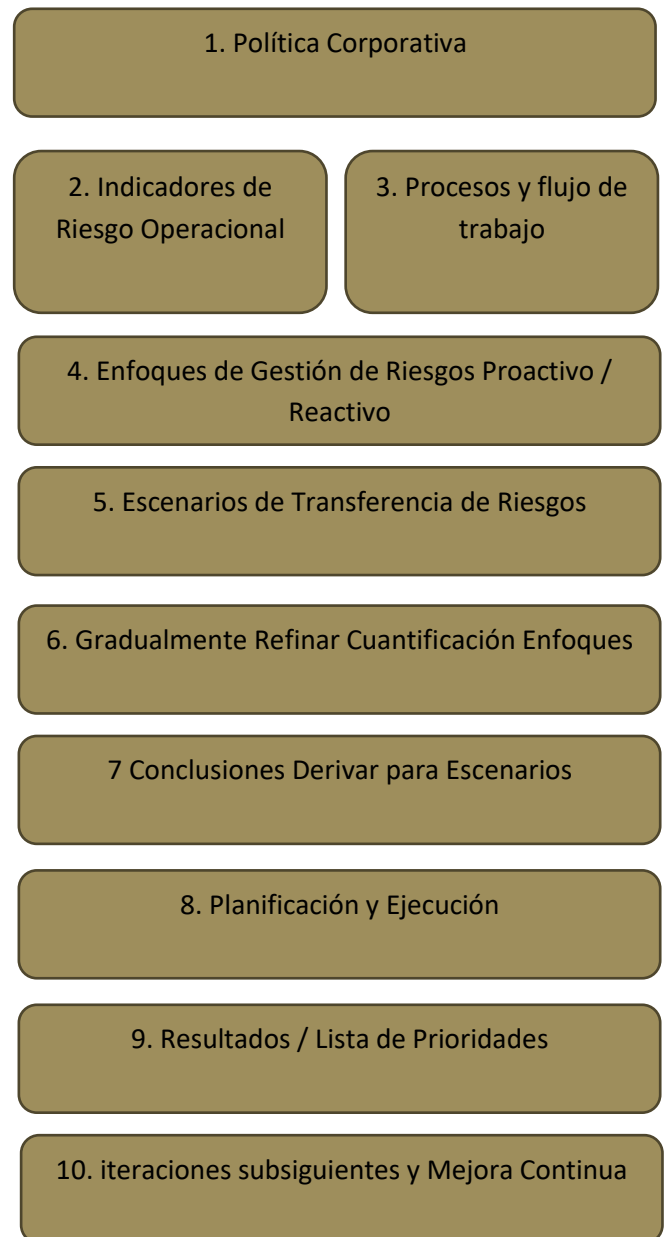 1. Política Corporativa
2. Indicadores de
Riesgo Operacional
3. Procesos y flujo de
trabajo
4. Enfoques de Gestión de Riesgos Proactivo /
Reactivo
5. Escenarios de Transferencia de Riesgos
6. Gradualmente Refinar Cuantificación Enfoques
7 Conclusiones Derivar para Escenarios
8. Planificación y Ejecución
9. Resultados / Lista de Prioridades
10. iteraciones subsiguientes y Mejora Continua